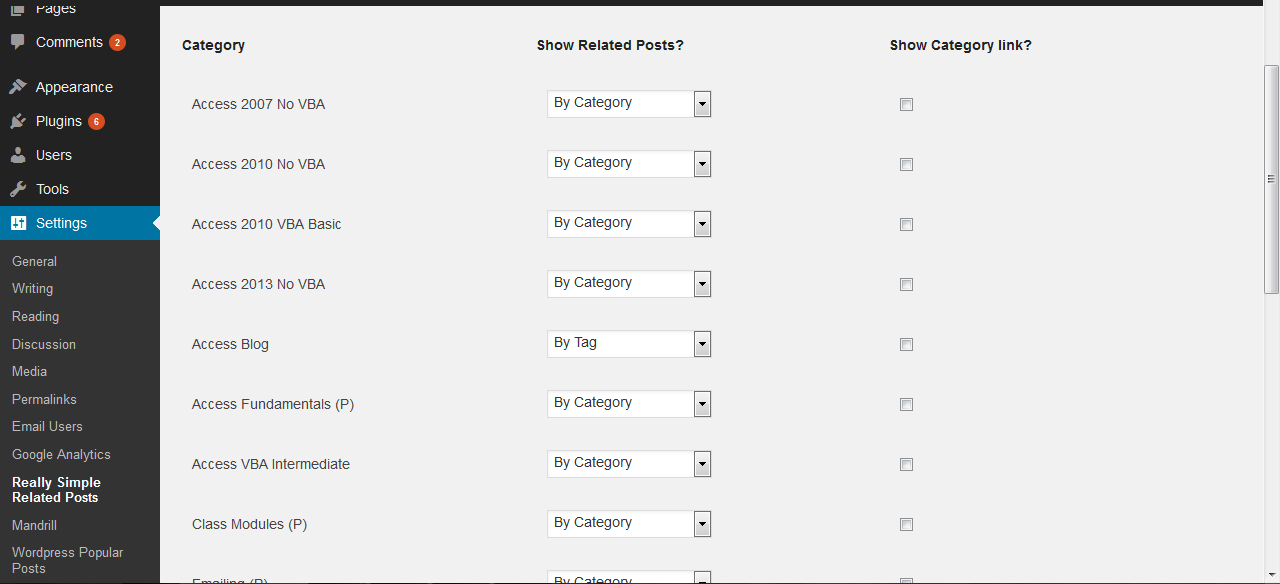 Pages
Comments 2
Appearance
Plugins 6
Users
Tools
Settings
General
Writing
Reading
Discussion
Media
Permalinks
Email Users
Google Analytics
Really Simple
Related Posts
Mandrill
Wordpress Popular
Posts
Category Show Related Posts? Show Category link?
Access 2007 No VBA By Category
Access 2010 No VBA By Category
Access 2010 VBA Basic By Category
Access 2013 No VBA By Category
Access Blog By Tag
Access Fundamentals (P) By Category
Access VBA Intermediate By Category
Class Modules (P) By Category
Emailing (P) By Category